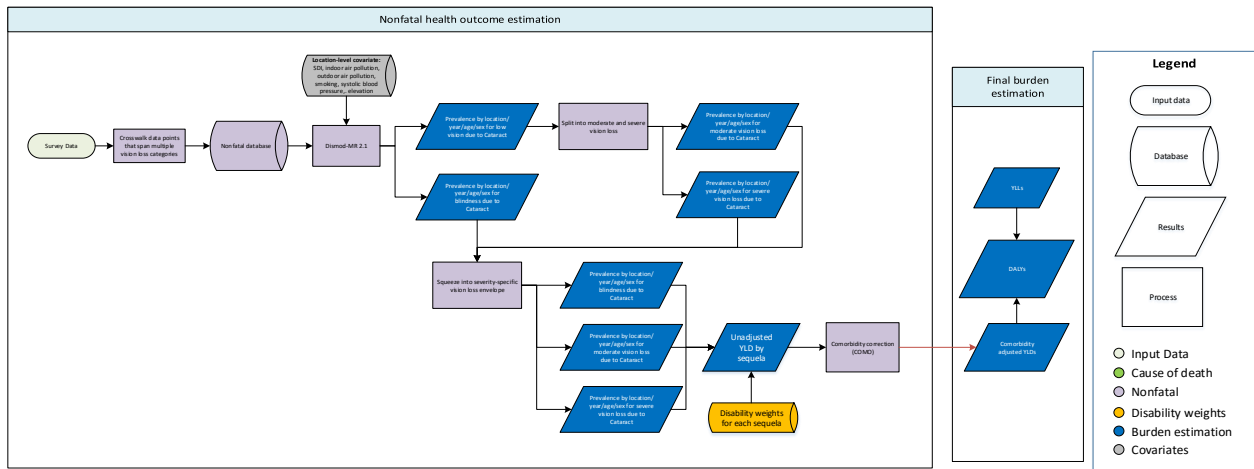 Nonfatal health outcome estimation
Location-level covariate:
SDI, indoor air pollution,
outdoor air pollution,
smoking, systolic blood
pressure,, elevation
Survey Data
Crosswalk data points
that span multiple
vision loss categories
Nonfatal database
Dismod-MR 2.1
Prevalence by location/
year/age/sex for low
vision due to Cataract
Split into moderate and severe
vision loss
Prevalence by location/
year/age/sex for
moderate vision loss
due to Cataract
Prevalence by location/
year/age/sex for
blindness due to
Cataract
Prevalence by location/
year/age/sex for severe
vision loss due to
Cataract
Squeeze into severity-specific
vision loss envelope
Prevalence by location/
year/age/sex for
blindness due to
Cataract
Prevalence by location/
year/age/sex for
moderate vision loss
due to Cataract
Prevalence by location/
year/age/sex for severe
vision loss due to
Cataract
Unadjusted
YLD by
sequela
Disability weights
for each sequela
Comorbidity correction
(COMO)
Final burden
estimation
YLLs
DALYs
Comorbidity
adjusted YLDs
Legend
Input data
Database
Results
Process
Input Data
Cause of death
Nonfatal
Disability weights
Burden estimation
Covariates